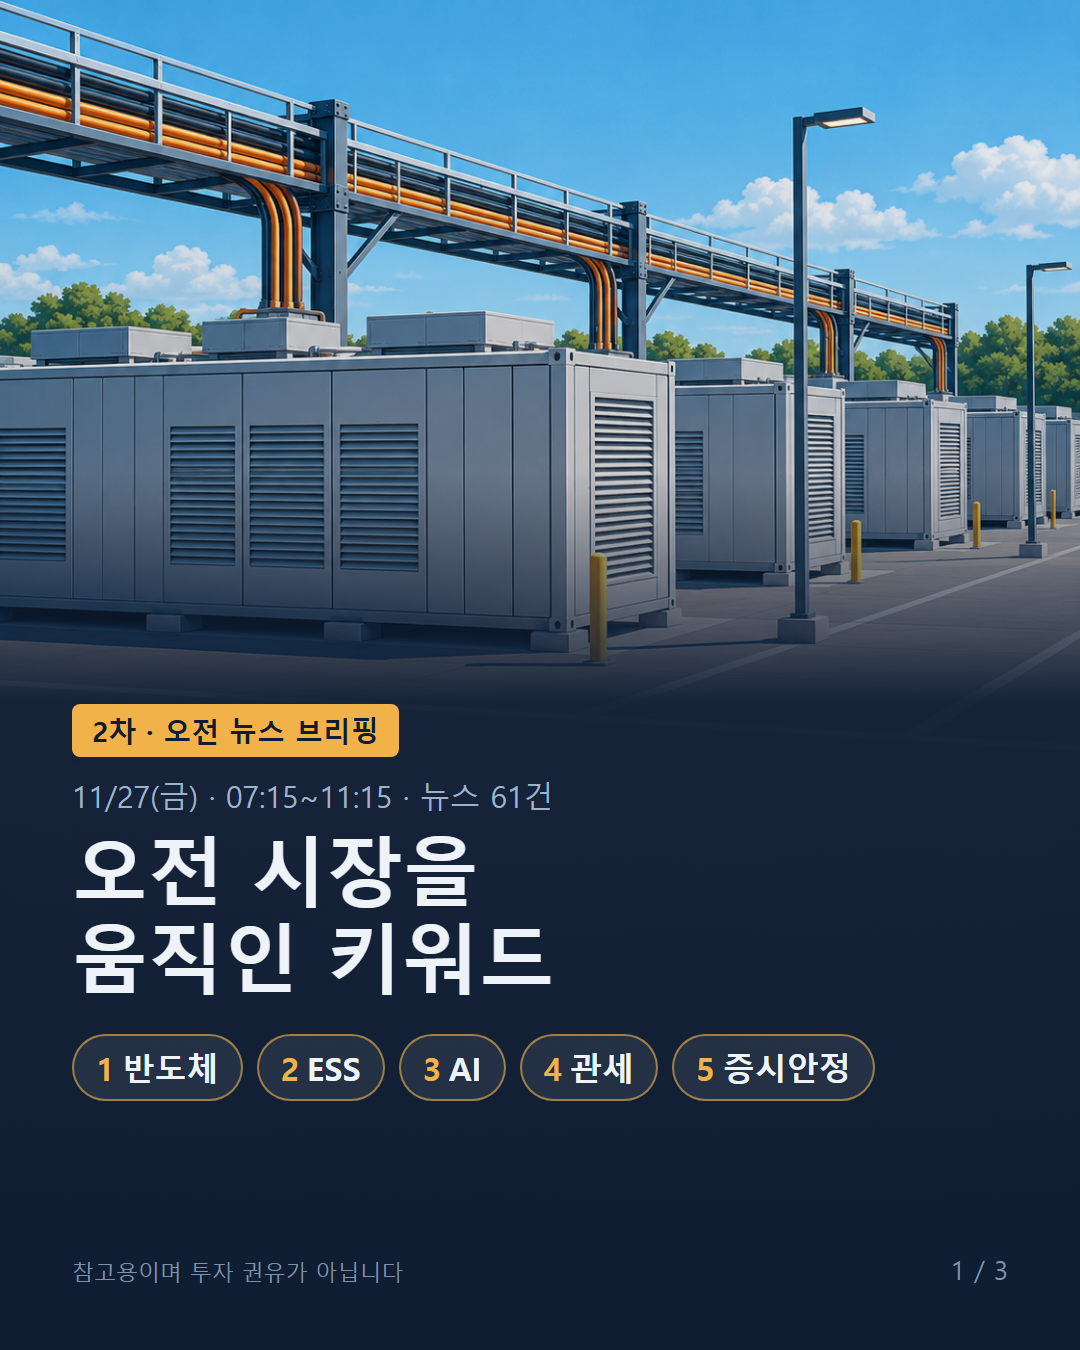 2차 · 오전 뉴스 브리핑
11/27(금) · 07:15~11:15 · 뉴스 61건
오전 시장을
움직인 키워드
1 반도체 2 ESS 3 AI 4 관세 5 증시안정
참고용이며 투자 권유가 아닙니다 1 / 3